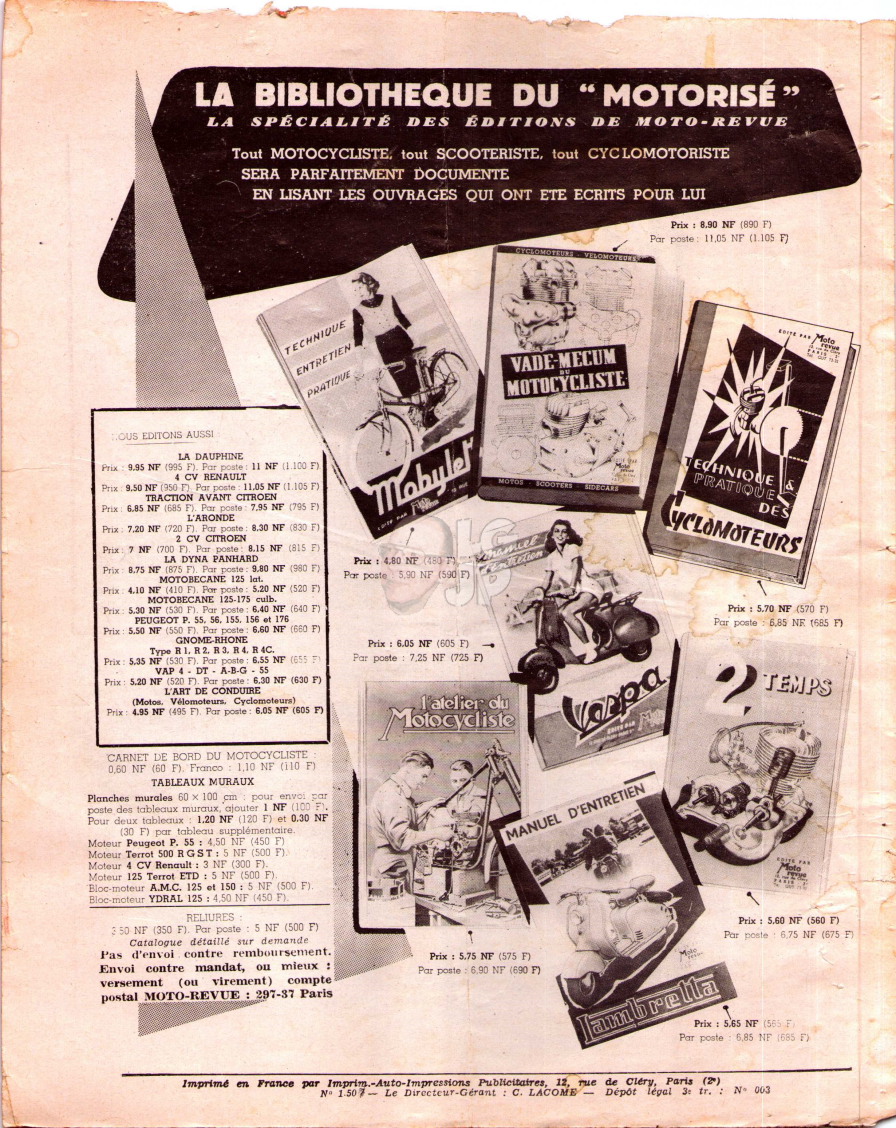 LA BIBLIOTHEQUE DU “MOTORISÉ”
LA SPÉCIALITÉ DES ÉDITIONS DE MOTO-REVUE
Tout MOTOCYCLISTE, tout SCOOTERISTE, tout CYCLOMOTORISTE
SERA PARFAITEMENT DOCUMENTE
EN LISANT LES OUVRAGES QUI ONT ETE ECRITS POUR LUI
Prix : 8,90 NF (890 F)
Par poste : 11,05 NF (1.105 F)
TECHNIQUE
ENTRETIEN
PRATIQUE
Mobylet
EDITE PAR
CYCLOMOTEURS - VELOMOTEURS
VADE-MECUM
DU
MOTOCYCLISTE
MOTOS - SCOOTERS - SIDECARS
EDITE PAR Moto
revue
PARIS
TECHNIQUE &
PRATIQUE
DES
CYCLOMOTEURS
NOUS EDITONS AUSSI :
LA DAUPHINE
Prix : 9.95 NF (995 F). Par poste : 11 NF (1.100 F)
4 CV RENAULT
Prix : 9,50 NF (950 F). Par poste : 11.05 NF (1.105 F)
TRACTION AVANT CITROEN
Prix : 6.85 NF (685 F). Par poste : 7.95 NF (795 F)
L'ARONDE
Prix : 7,20 NF (720 F). Par poste : 8.30 NF (830 F)
2 CV CITROEN
Prix : 7 NF (700 F). Par poste : 8.15 NF (815 F)
LA DYNA PANHARD
Prix : 8.75 NF (875 F). Par poste : 9.80 NF (980 F)
MOTOBECANE 125 lat.
Prix : 4.10 NF (410 F). Par poste : 5.20 NF (520 F)
MOTOBECANE 125-175 culb.
Prix : 5.30 NF (530 F). Par poste : 6.40 NF (640 F)
PEUGEOT P. 55, 56, 155, 156 et 176
Prix : 5.50 NF (550 F). Par poste : 6.60 NF (660 F)
GNOME-RHONE
Type R 1, R 2, R 3, R 4, R 4C.
Prix : 5.35 NF (530 F). Par poste : 6.55 NF (655 F)
VAP 4 - DT - A-B-G - 55
Prix : 5.20 NF (520 F). Par poste : 6.30 NF (630 F)
L'ART DE CONDUIRE
(Motos. Vélomoteurs, Cyclomoteurs)
Prix : 4.95 NF (495 F). Par poste : 6.05 NF (605 F)
CARNET DE BORD DU MOTOCYCLISTE :
0,60 NF (60 F). Franco : 1,10 NF (110 F)
TABLEAUX MURAUX
Planches murales 60 × 100 cm : pour envoi par
poste des tableaux muraux, ajouter 1 NF (100 F).
Pour deux tableaux : 1.20 NF (120 F) et 0.30 NF
(30 F) par tableau supplémentaire.
Moteur Peugeot P. 55 : 4,50 NF (450 F)
Moteur Terrot 500 R G S T : 5 NF (500 F).
Moteur 4 CV Renault : 3 NF (300 F).
Moteur 125 Terrot ETD : 5 NF (500 F).
Bloc-moteur A.M.C. 125 et 150 : 5 NF (500 F).
Bloc-moteur YDRAL 125 : 4,50 NF (450 F).
RELIURES :
3 50 NF (350 F). Par poste : 5 NF (500 F)
Catalogue détaillé sur demande
Pas d'envoi contre remboursement.
Envoi contre mandat, ou mieux :
versement (ou virement) compte
postal MOTO-REVUE : 297-37 Paris
Prix : 4,80 NF (480 F)
Par poste : 5,90 NF (590 F)
Manuel
d'entretien
Vespa
EDITE PAR
Prix : 5.70 NF (570 F)
Par poste : 6,85 NF (685 F)
Prix : 6.05 NF (605 F)
Par poste : 7,25 NF (725 F)
l'atelier du
Motocycliste
2 TEMPS
EDITE PAR
Moto
revue
PARIS
MANUEL D'ENTRETIEN
Moto
revue
Lambretta
Prix : 5.75 NF (575 F)
Par poste : 6,90 NF (690 F)
Prix : 5.60 NF (560 F)
Par poste : 6,75 NF (675 F)
Prix : 5,65 NF (565 F)
Par poste : 6,85 NF (685 F)
Imprimé en France par Imprim.-Auto-Impressions Publicitaires, 12, rue de Cléry, Paris (2ᵉ)
N° 1.507 — Le Directeur-Gérant : C. LACOME — Dépôt légal 3ᵉ tr. : N° 003